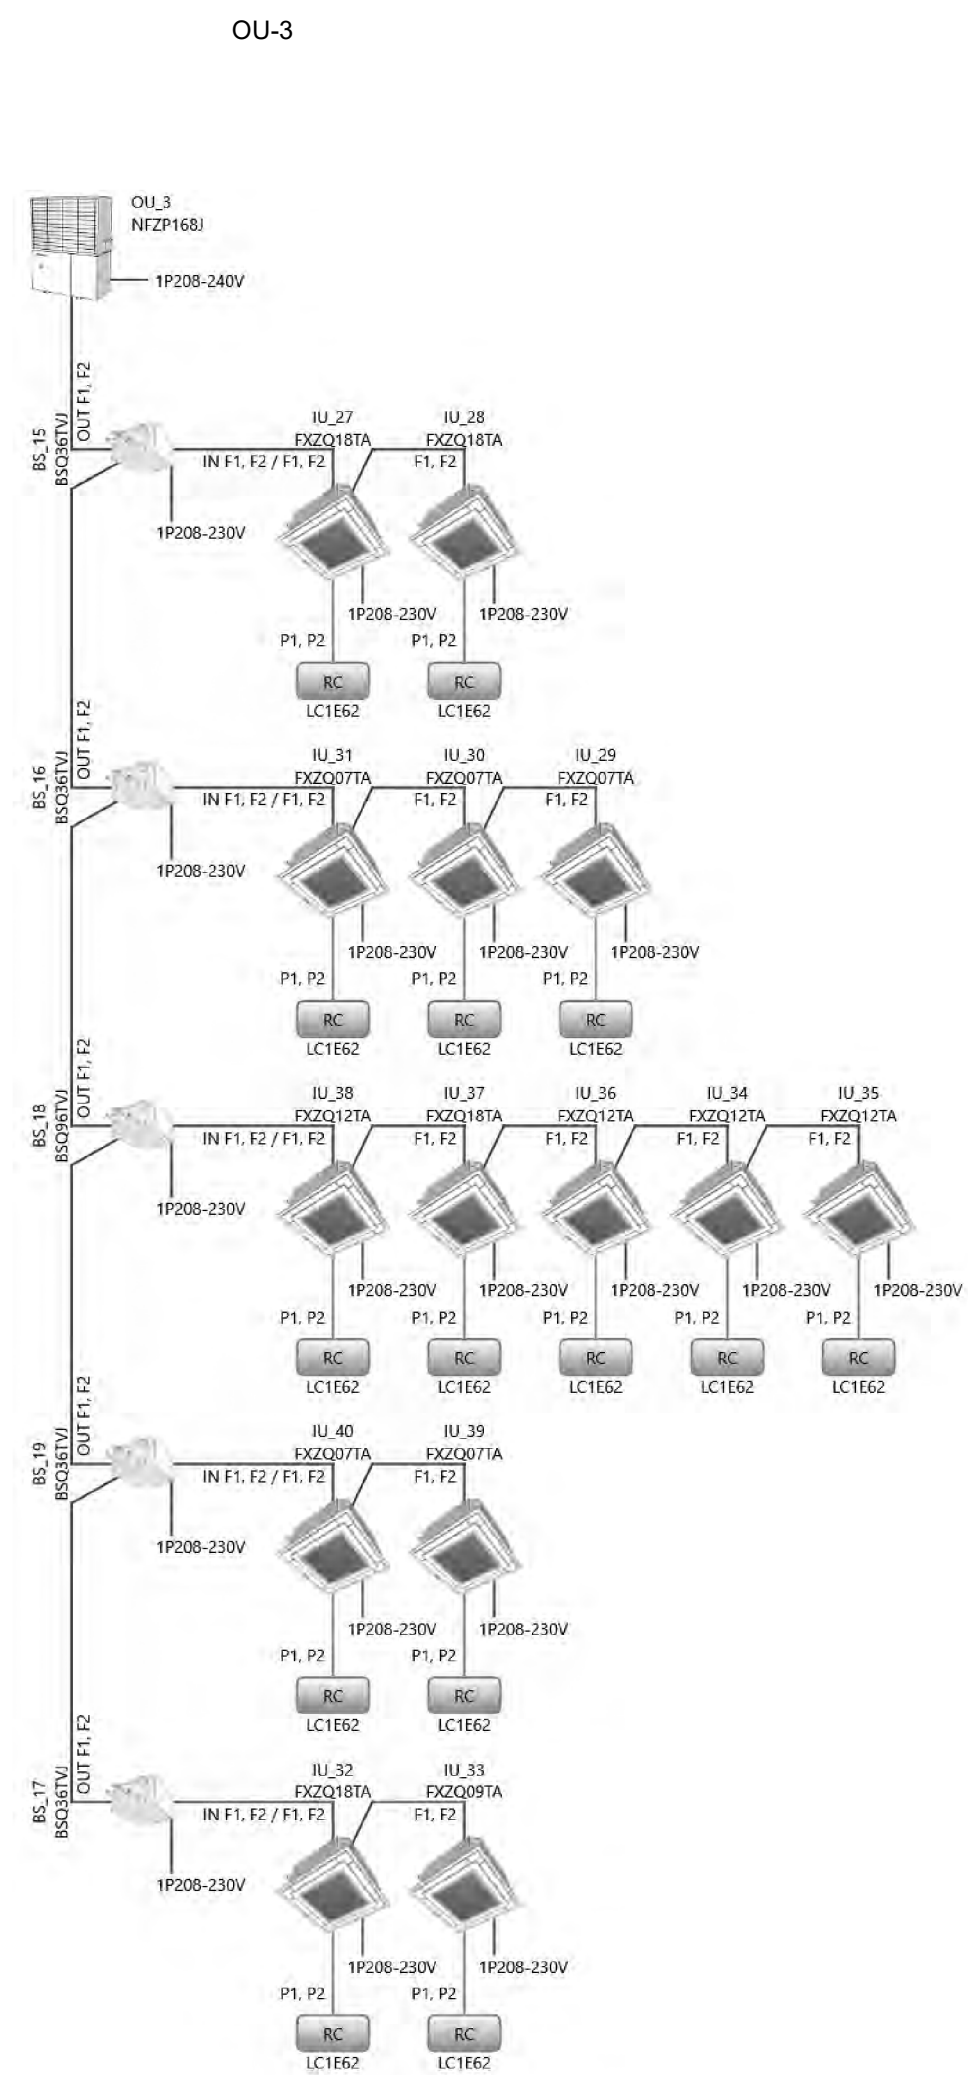 OU-3
OU_3
NFZP168J
1P208-240V
OUT F1, F2
BS_15
BSQ36TVJ
IU_27
FXZQ18TA
IU_28
FXZQ18TA
IN F1, F2 / F1, F2
F1, F2
1P208-230V
1P208-230V
1P208-230V
P1, P2
P1, P2
RC
RC
LC1E62
LC1E62
OUT F1, F2
BS_16
BSQ36TVJ
IU_31
FXZQ07TA
IU_30
FXZQ07TA
IU_29
FXZQ07TA
IN F1, F2 / F1, F2
F1, F2
F1, F2
1P208-230V
1P208-230V
1P208-230V
1P208-230V
P1, P2
P1, P2
P1, P2
RC
RC
RC
LC1E62
LC1E62
LC1E62
OUT F1, F2
BS_18
BSQ96TVJ
IU_38
FXZQ12TA
IU_37
FXZQ18TA
IU_36
FXZQ12TA
IU_34
FXZQ12TA
IU_35
FXZQ12TA
IN F1, F2 / F1, F2
F1, F2
F1, F2
F1, F2
F1, F2
1P208-230V
1P208-230V
1P208-230V
1P208-230V
1P208-230V
1P208-230V
P1, P2
P1, P2
P1, P2
P1, P2
P1, P2
RC
RC
RC
RC
RC
LC1E62
LC1E62
LC1E62
LC1E62
LC1E62
OUT F1, F2
BS_19
BSQ36TVJ
IU_40
FXZQ07TA
IU_39
FXZQ07TA
IN F1, F2 / F1, F2
F1, F2
1P208-230V
1P208-230V
1P208-230V
P1, P2
P1, P2
RC
RC
LC1E62
LC1E62
OUT F1, F2
BS_17
BSQ36TVJ
IU_32
FXZQ18TA
IU_33
FXZQ09TA
IN F1, F2 / F1, F2
F1, F2
1P208-230V
1P208-230V
1P208-230V
P1, P2
P1, P2
RC
RC
LC1E62
LC1E62